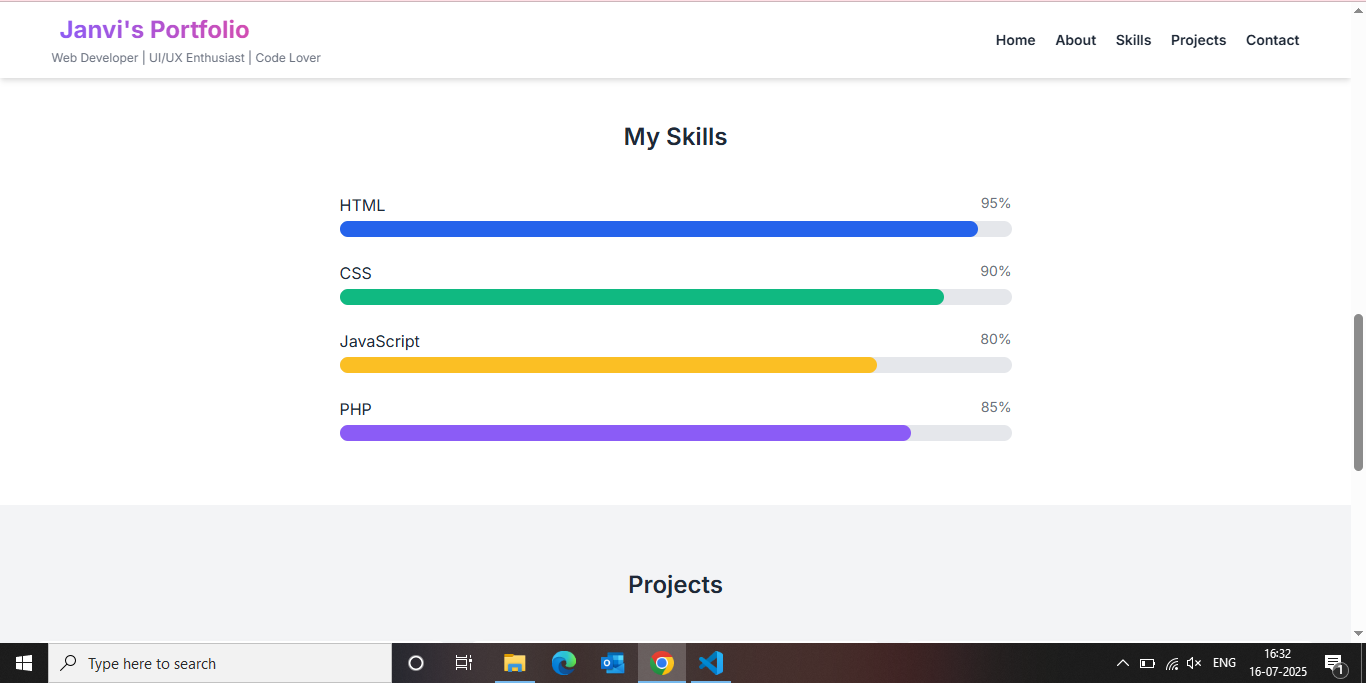 Janvi's Portfolio
Web Developer | UI/UX Enthusiast | Code Lover
Home About Skills Projects Contact
My Skills
HTML 95%
CSS 90%
JavaScript 80%
PHP 85%
Projects
Type here to search
ENG
16:32
16-07-2025
1